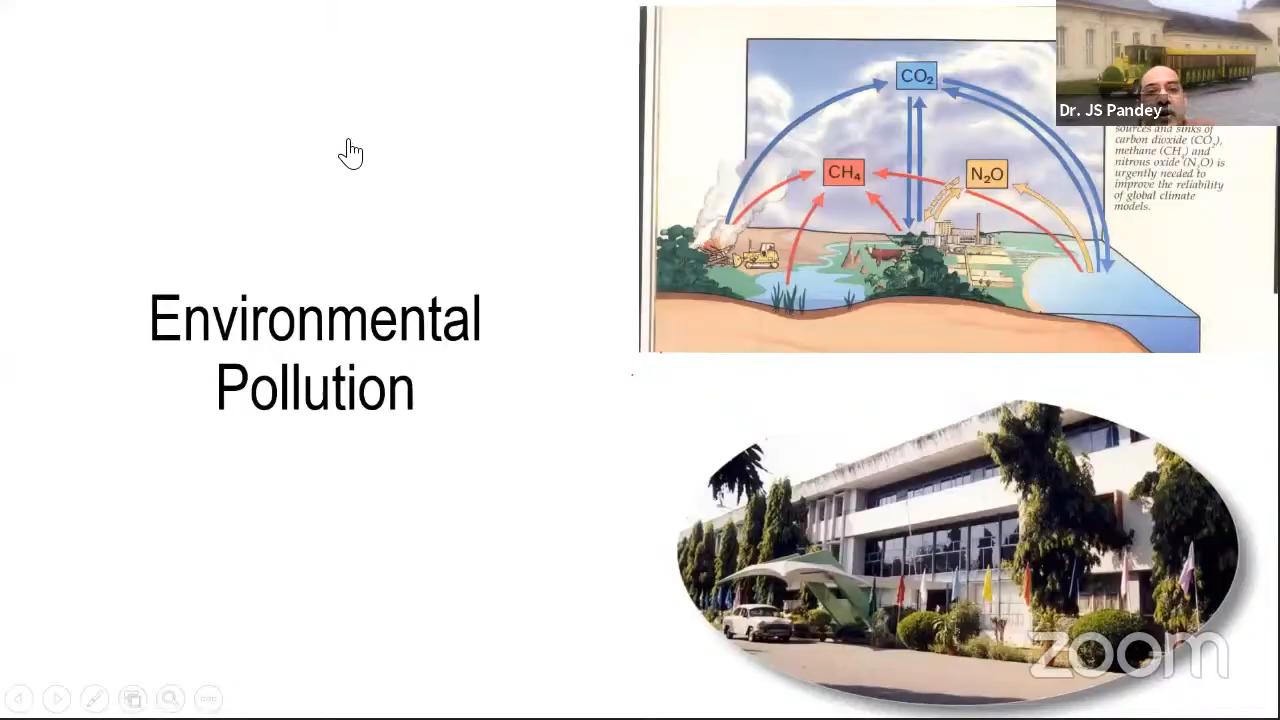 Environmental
Pollution
CO₂
CH₄
N₂O
Dr. JS Pandey
sources and sinks of
carbon dioxide (CO₂),
methane (CH₄) and
nitrous oxide (N₂O) is
urgently needed to
improve the reliability
of global climate
models.
zoom